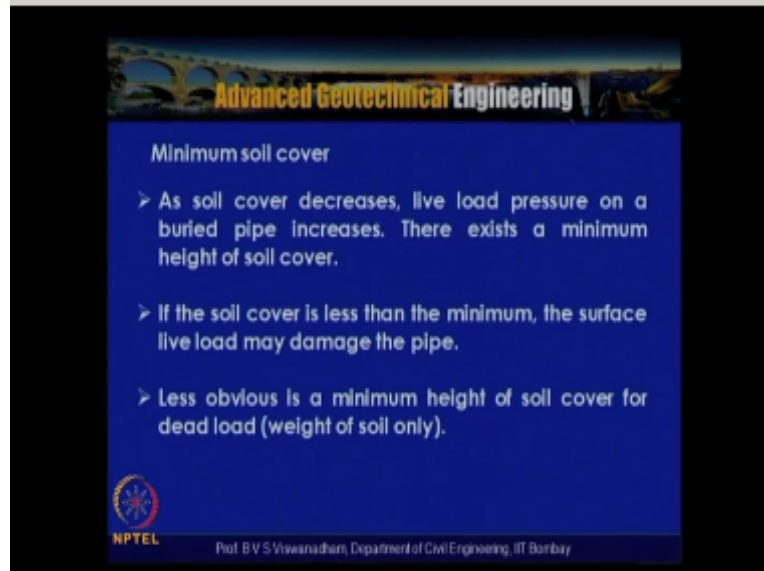 Advanced Geotechnical Engineering
Minimum soil cover
➢ As soil cover decreases, live load pressure on a
buried pipe increases. There exists a minimum
height of soil cover.
➢ If the soil cover is less than the minimum, the surface
live load may damage the pipe.
➢ Less obvious is a minimum height of soil cover for
dead load (weight of soil only).
NPTEL
Prof. B V S Viswanadham, Department of Civil Engineering, IIT Bombay